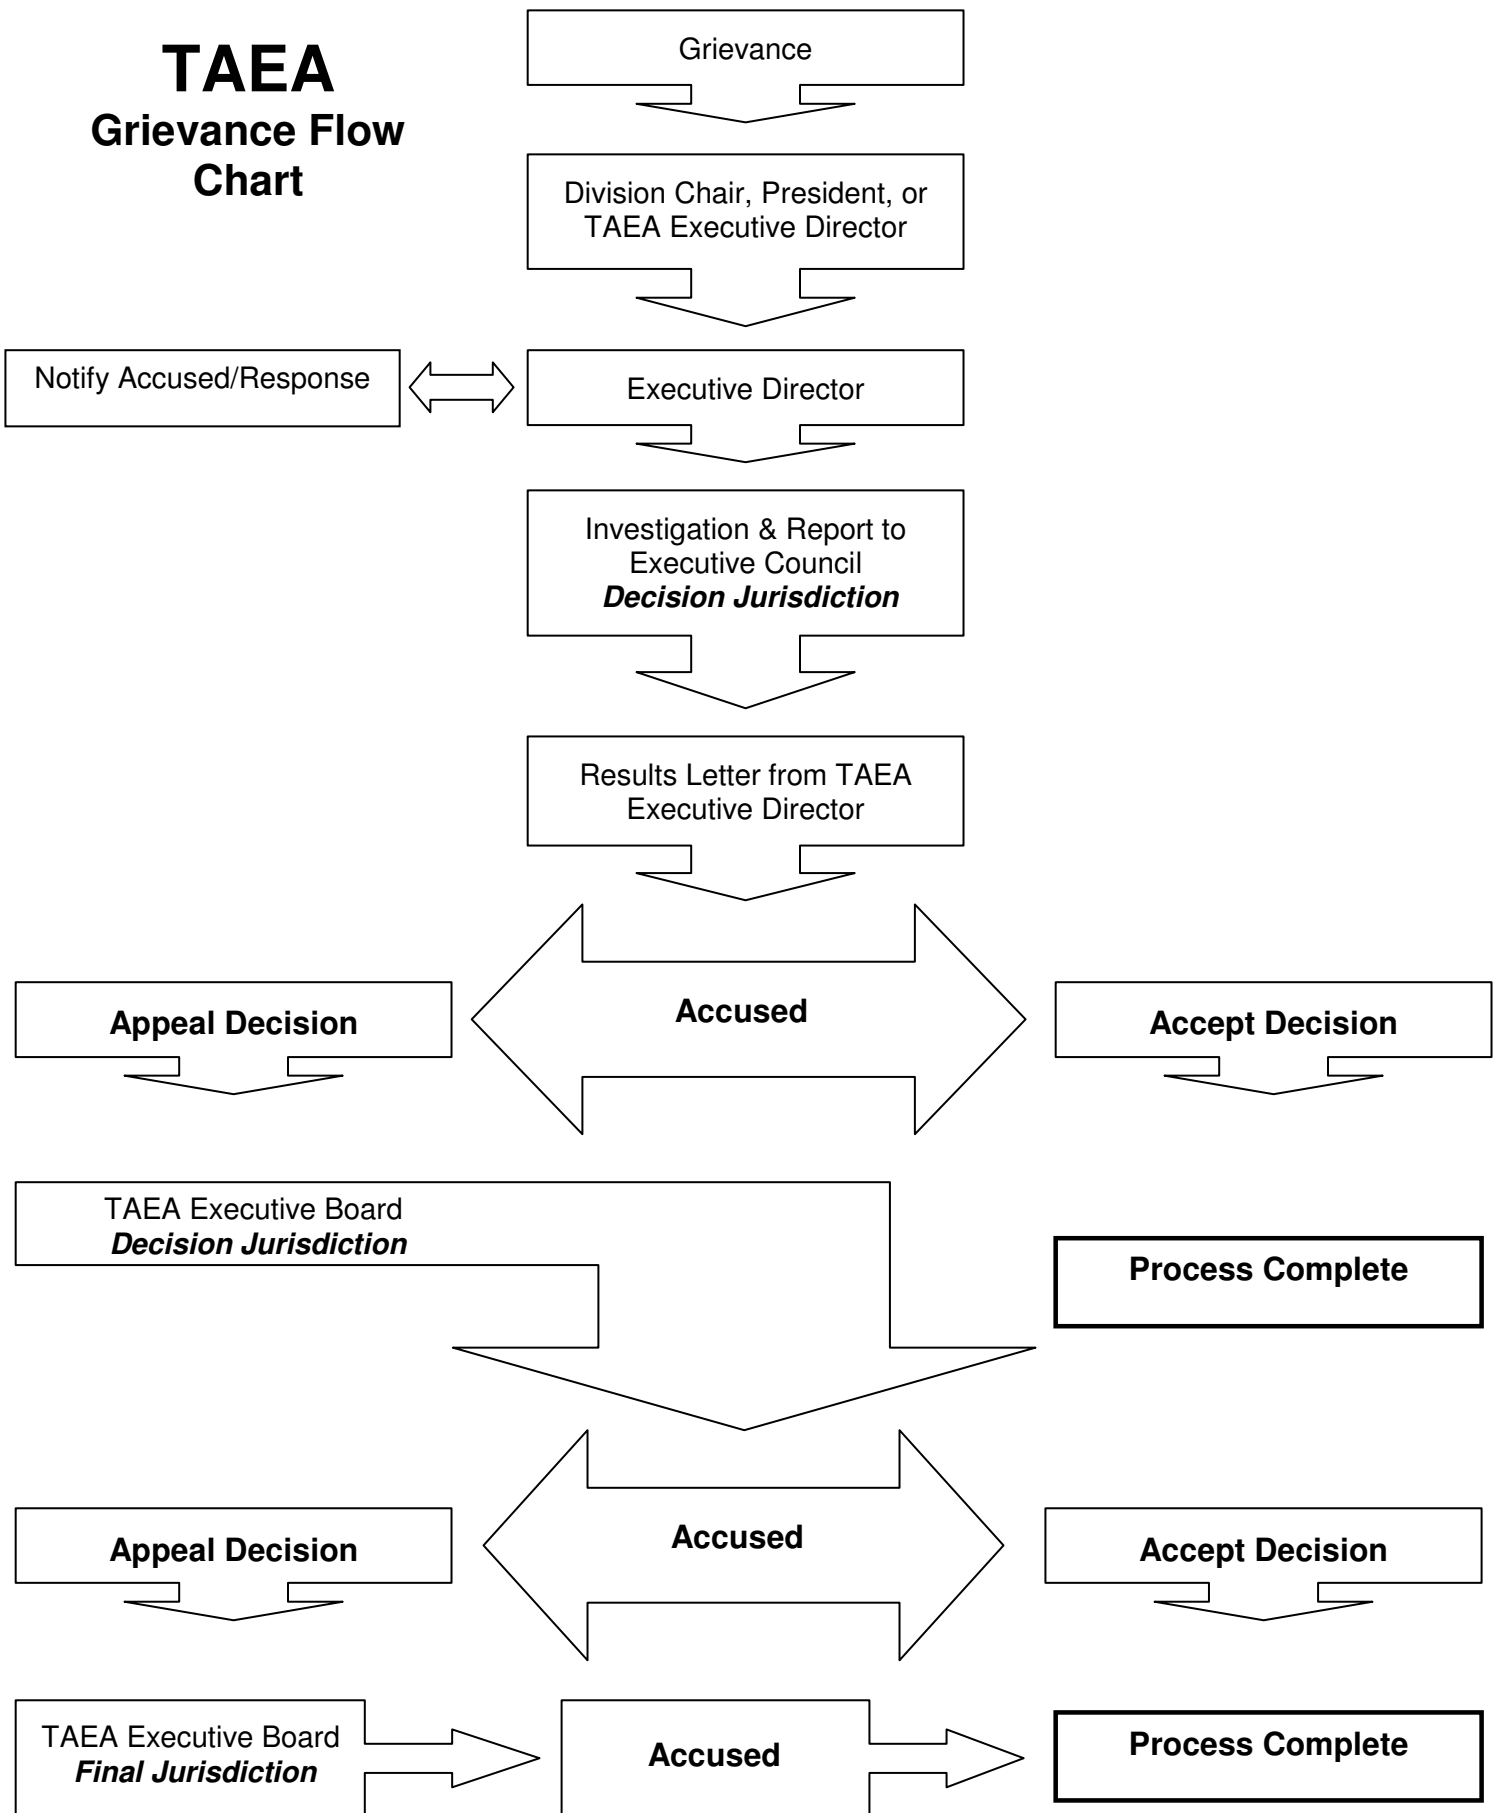 TAEA
Grievance Flow
Chart
Grievance
Division Chair, President, or
TAEA Executive Director
Notify Accused/Response
Executive Director
Investigation & Report to
Executive Council
Decision Jurisdiction
Results Letter from TAEA
Executive Director
Appeal Decision
Accused
Accept Decision
TAEA Executive Board
Decision Jurisdiction
Process Complete
Appeal Decision
Accused
Accept Decision
TAEA Executive Board
Final Jurisdiction
Accused
Process Complete